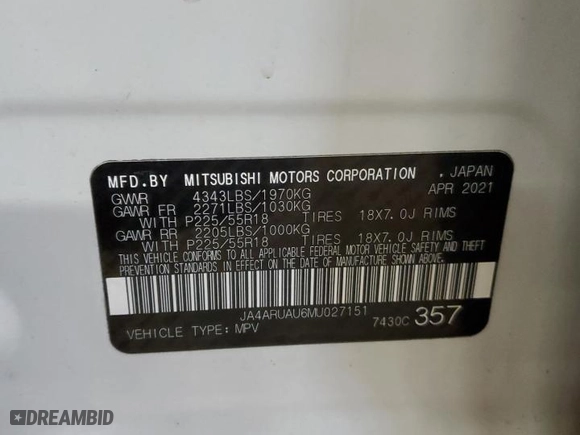 MFD.BY MITSUBISHI MOTORS CORPORATION , JAPAN
GVWR 4343LBS/1970KG APR 2021
GAWR FR 2271LBS/1030KG
WITH P225/55R18 TIRES 18X7.0J RIMS
GAWR RR 2205LBS/1000KG
WITH P225/55R18 TIRES 18X7.0J RIMS
THIS VEHICLE CONFORMS TO ALL APPLICABLE FEDERAL MOTOR VEHICLE SAFETY AND THEFT
PREVENTION STANDARDS IN EFFECT ON THE DATE OF MANUFACTURE SHOWN ABOVE.
JA4ARUAU6MU027151
VEHICLE TYPE: MPV 7430C 357
DREAMBID